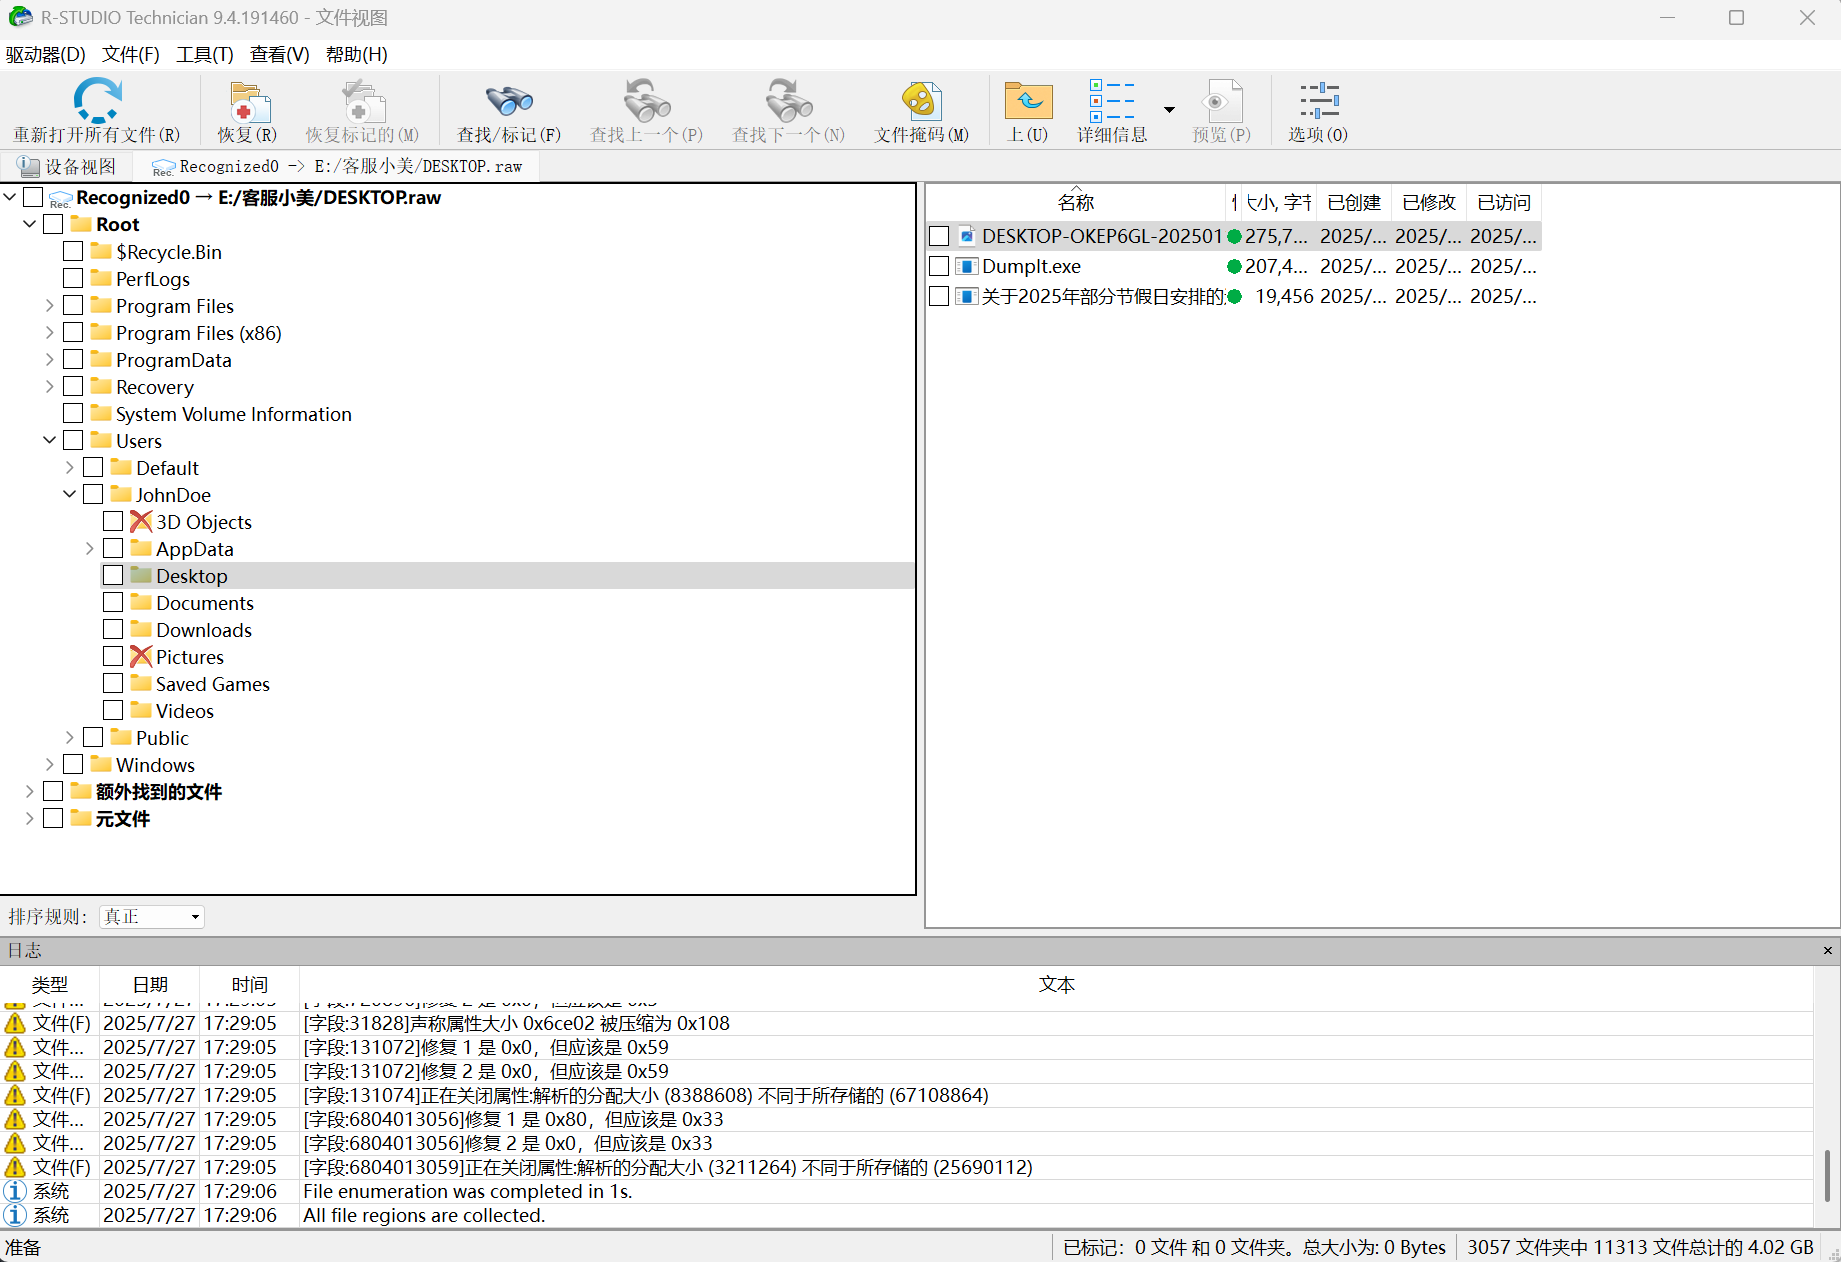 R-STUDIO Technician 9.4.191460 - 文件视图
驱动器(D) 文件(F) 工具(T) 查看(V) 帮助(H)
重新打开所有文件(R) 恢复(R) 恢复标记的(M) 查找/标记(F) 查找上一个(P) 查找下一个(N) 文件掩码(M) 上(U) 详细信息 预览(P) 选项(O)
设备视图 Rec. Recognized0 -> E:/客服小美/DESKTOP.raw
Rec. Recognized0 → E:/客服小美/DESKTOP.raw
Root
$Recycle.Bin
PerfLogs
Program Files
Program Files (x86)
ProgramData
Recovery
System Volume Information
Users
Default
JohnDoe
3D Objects
AppData
Desktop
Documents
Downloads
Pictures
Saved Games
Videos
Public
Windows
额外找到的文件
元文件
名称 大小, 字节 已创建 已修改 已访问
DESKTOP-OKEP6GL-202501 275,7... 2025/... 2025/... 2025/...
DumpIt.exe 207,4... 2025/... 2025/... 2025/...
关于2025年部分节假日安排的 19,456 2025/... 2025/... 2025/...
排序规则: 真正
日志
类型 日期 时间 文本
文件(F) 2025/7/27 17:29:05 [字段:31828]声称属性大小 0x6ce02 被压缩为 0x108
文件... 2025/7/27 17:29:05 [字段:131072]修复 1 是 0x0，但应该是 0x59
文件... 2025/7/27 17:29:05 [字段:131072]修复 2 是 0x0，但应该是 0x59
文件(F) 2025/7/27 17:29:05 [字段:131074]正在关闭属性:解析的分配大小 (8388608) 不同于所存储的 (67108864)
文件... 2025/7/27 17:29:05 [字段:6804013056]修复 1 是 0x80，但应该是 0x33
文件... 2025/7/27 17:29:05 [字段:6804013056]修复 2 是 0x0，但应该是 0x33
文件(F) 2025/7/27 17:29:05 [字段:6804013059]正在关闭属性:解析的分配大小 (3211264) 不同于所存储的 (25690112)
系统 2025/7/27 17:29:06 File enumeration was completed in 1s.
系统 2025/7/27 17:29:06 All file regions are collected.
准备 已标记: 0 文件 和 0 文件夹。总大小为: 0 Bytes 3057 文件夹中 11313 文件总计的 4.02 GB